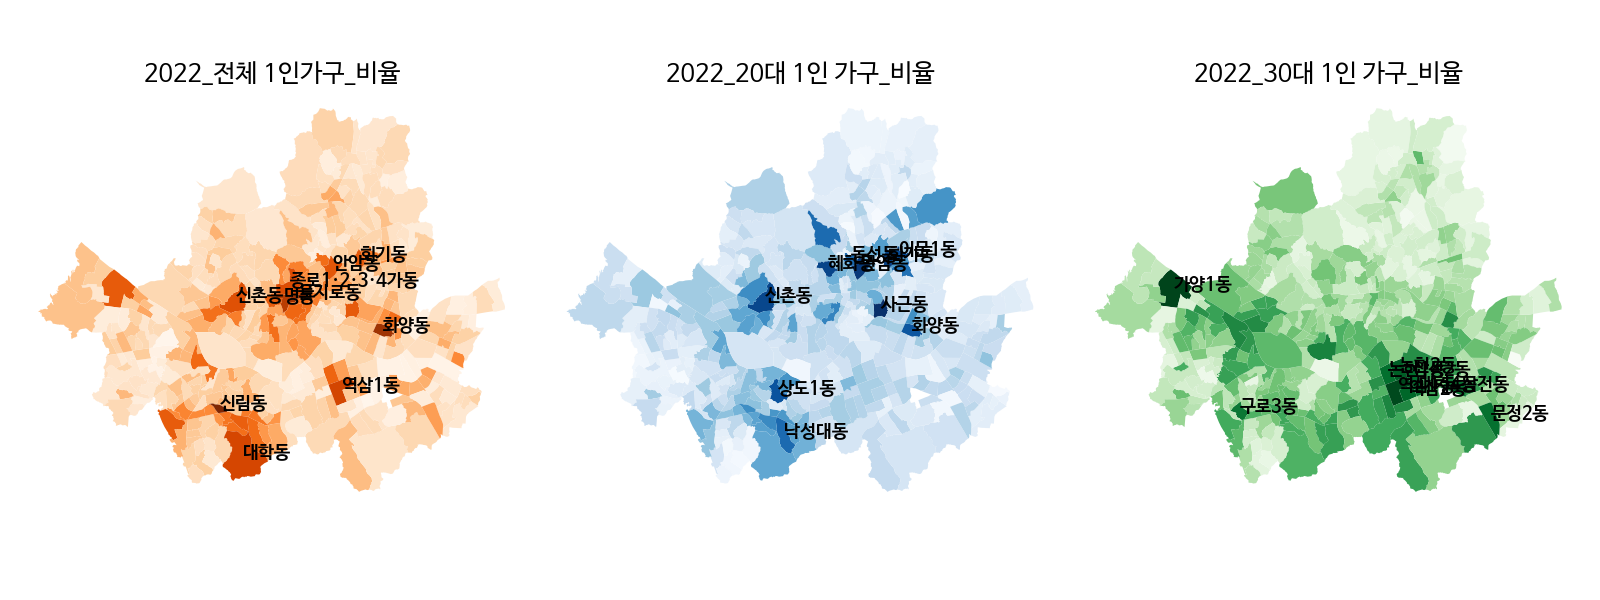 2022_전체 1인가구_비율
회기동
안암동
종로1·2·3·4가동
신촌동
명동
을지로동
화양동
역삼1동
신림동
대학동
2022_20대 1인 가구_비율
이문1동
동선동
혜화동
안암동
신촌동
사근동
화양동
상도1동
낙성대동
2022_30대 1인 가구_비율
가양1동
구로3동
문정2동